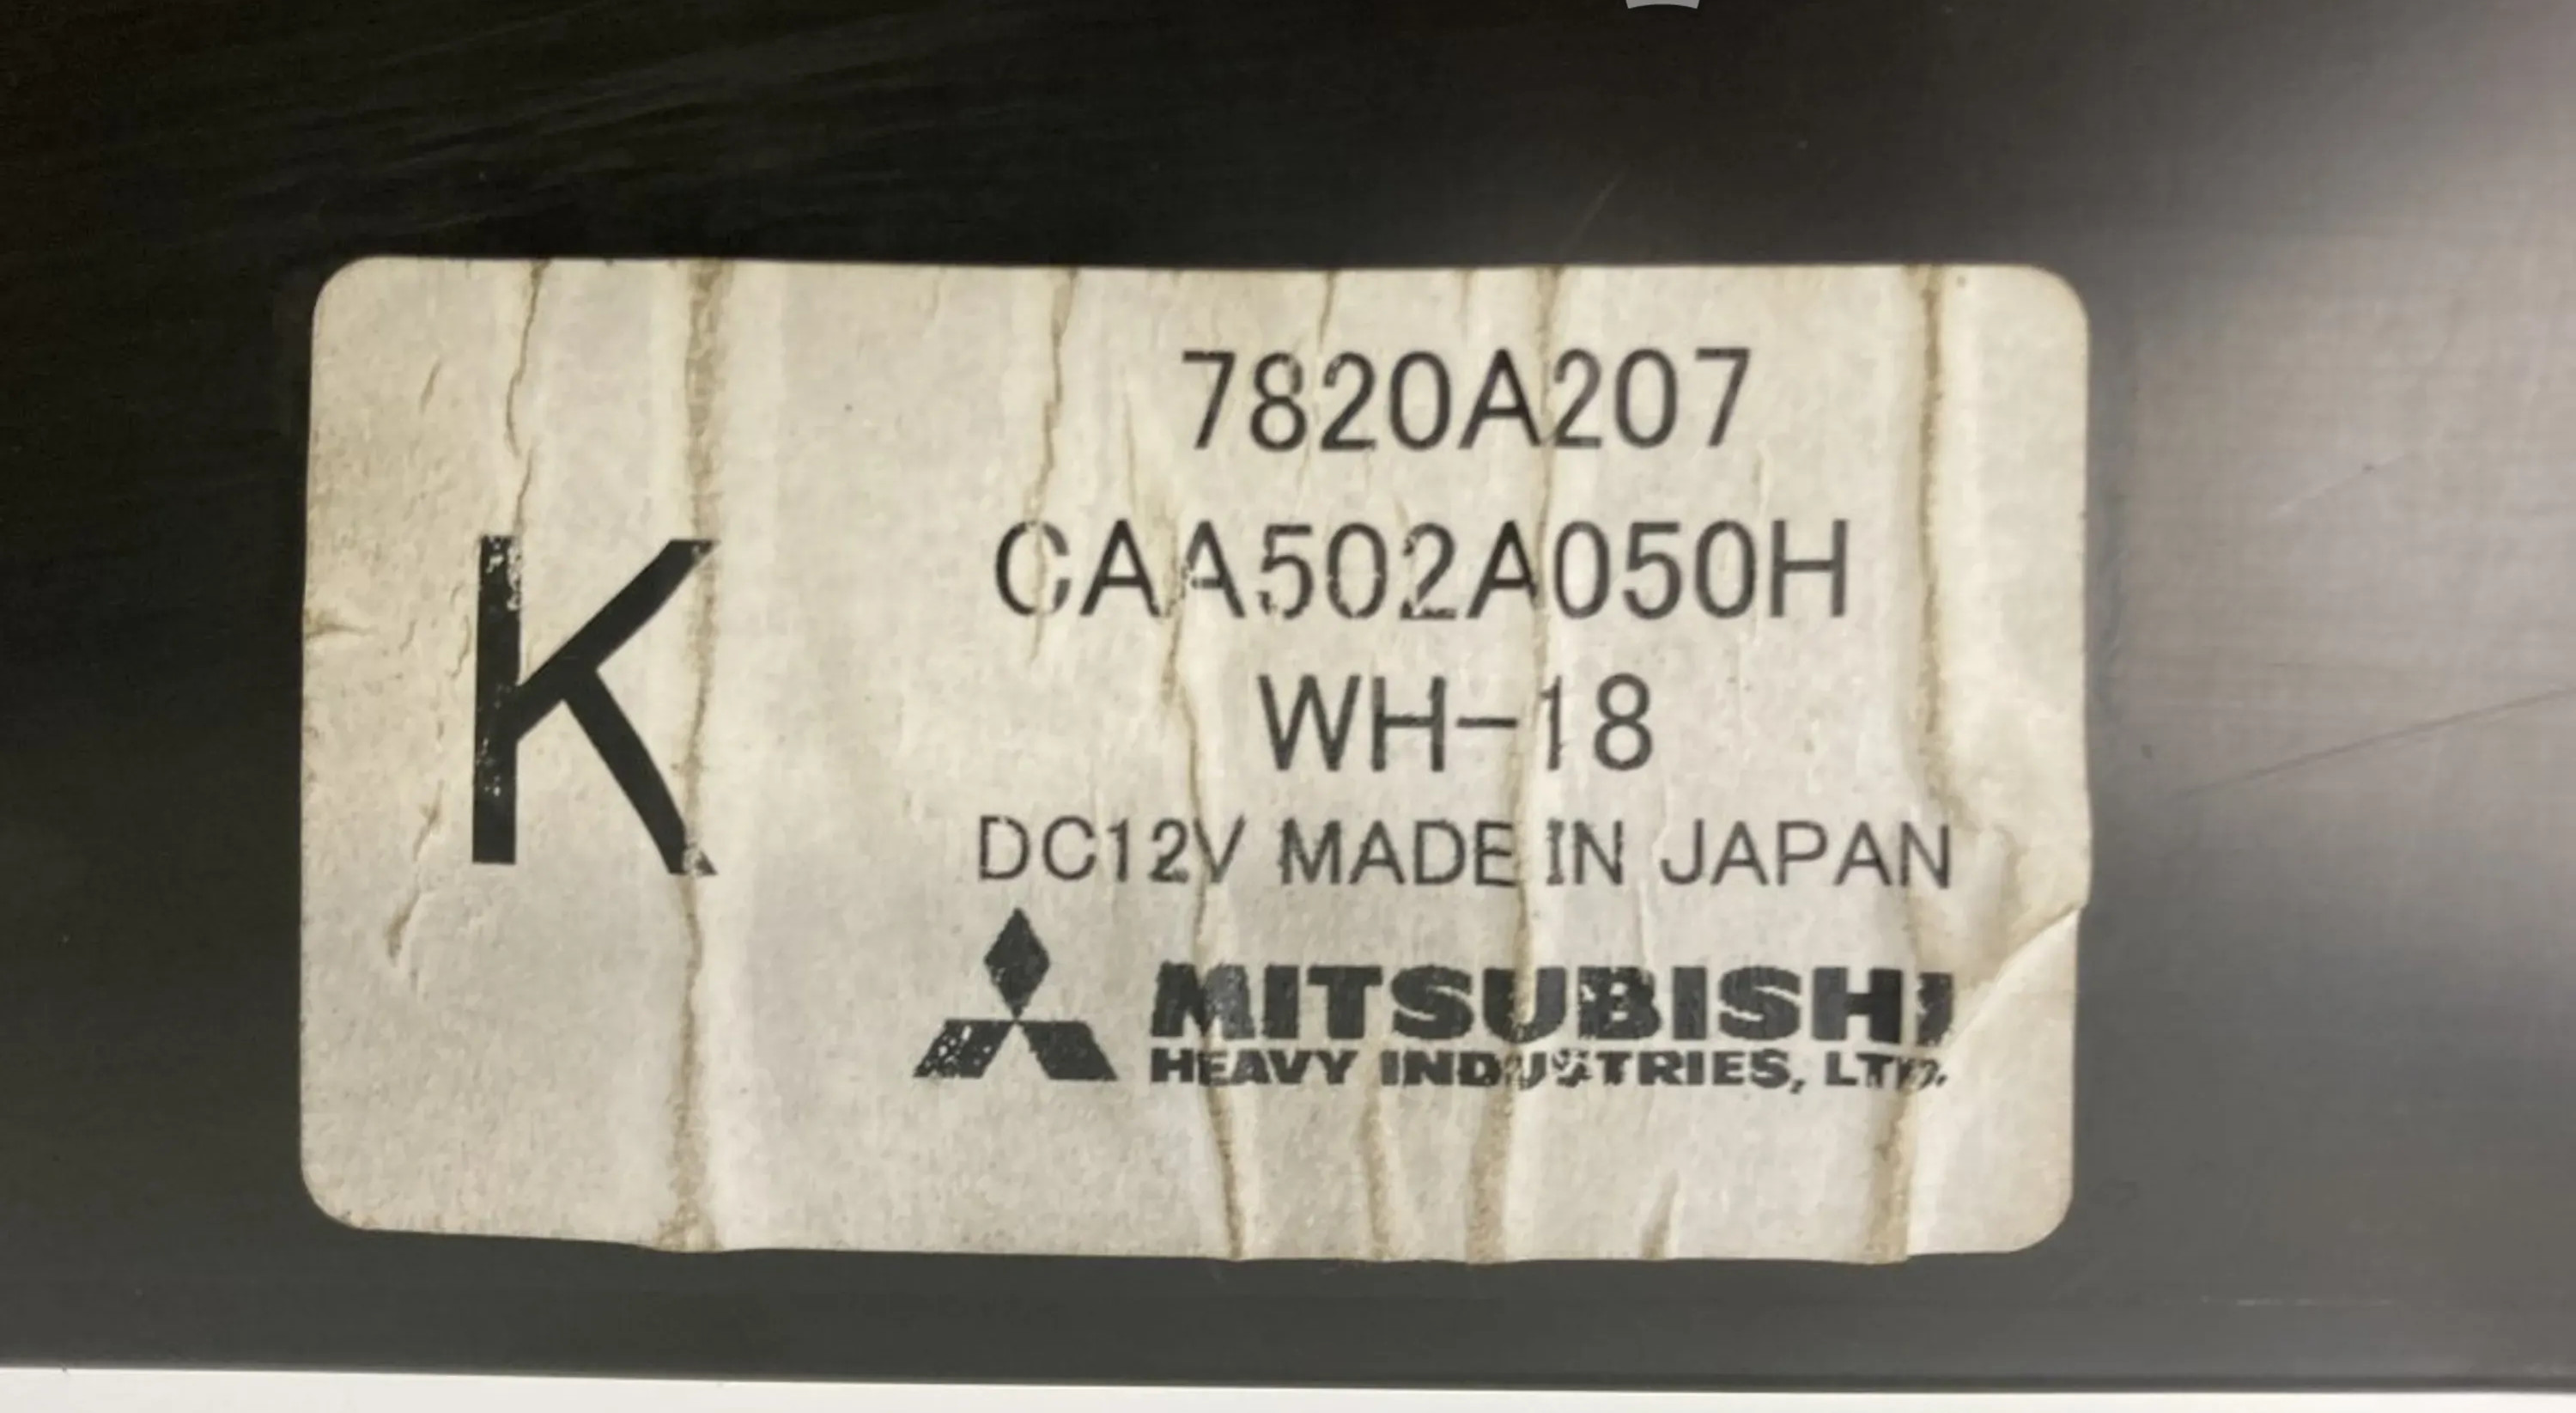 K
7820A207
CAA502A050H
WH-18
DC12V MADE IN JAPAN
MITSUBISHI
HEAVY INDUSTRIES, LTD.